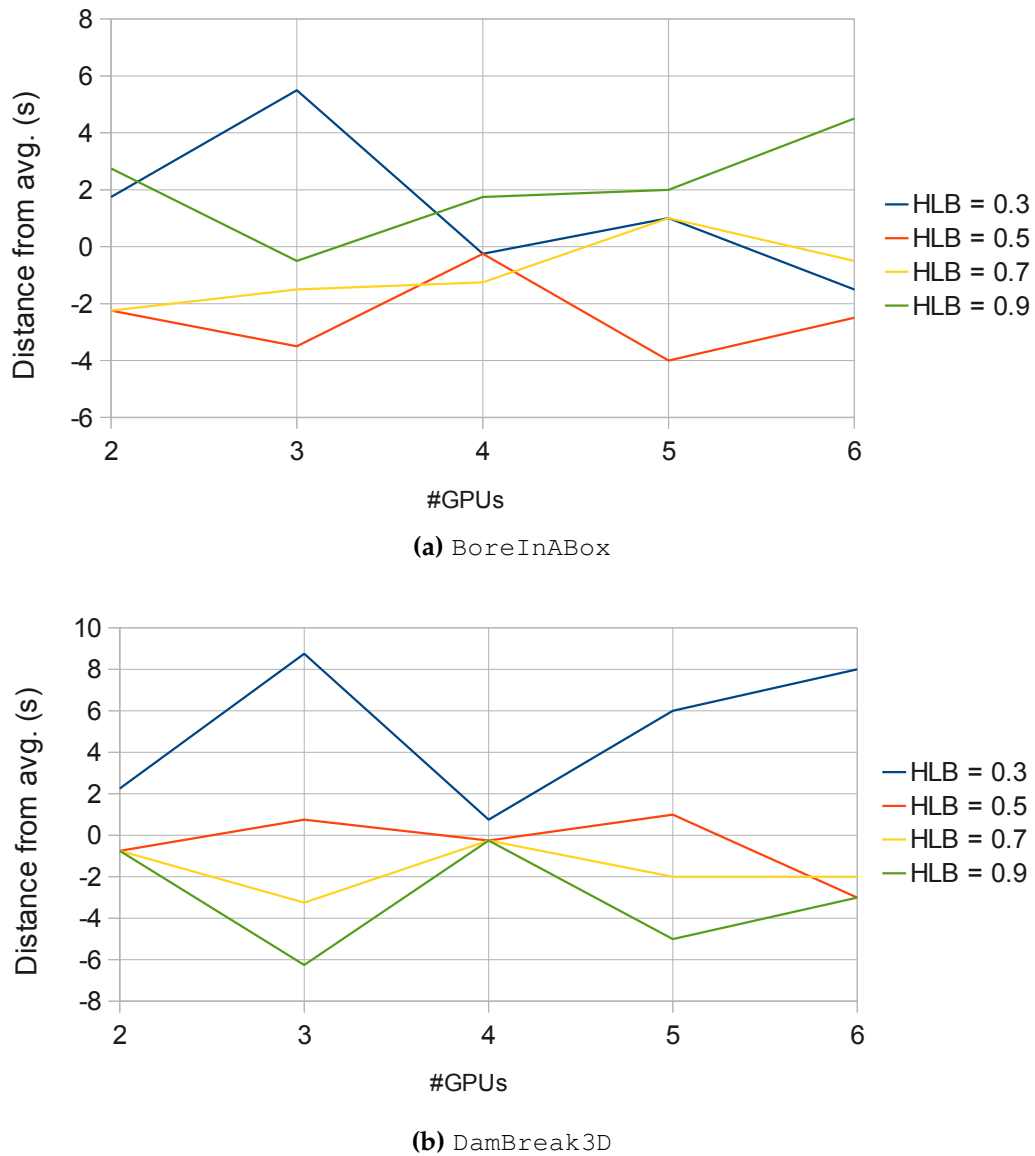 8
6
4
2
0
-2
-4
-6
Distance from avg. (s)
2 3 4 5 6
#GPUs
HLB = 0.3
HLB = 0.5
HLB = 0.7
HLB = 0.9
(a) BoreInABox
10
8
6
4
2
0
-2
-4
-6
-8
Distance from avg. (s)
2 3 4 5 6
#GPUs
HLB = 0.3
HLB = 0.5
HLB = 0.7
HLB = 0.9
(b) DamBreak3D